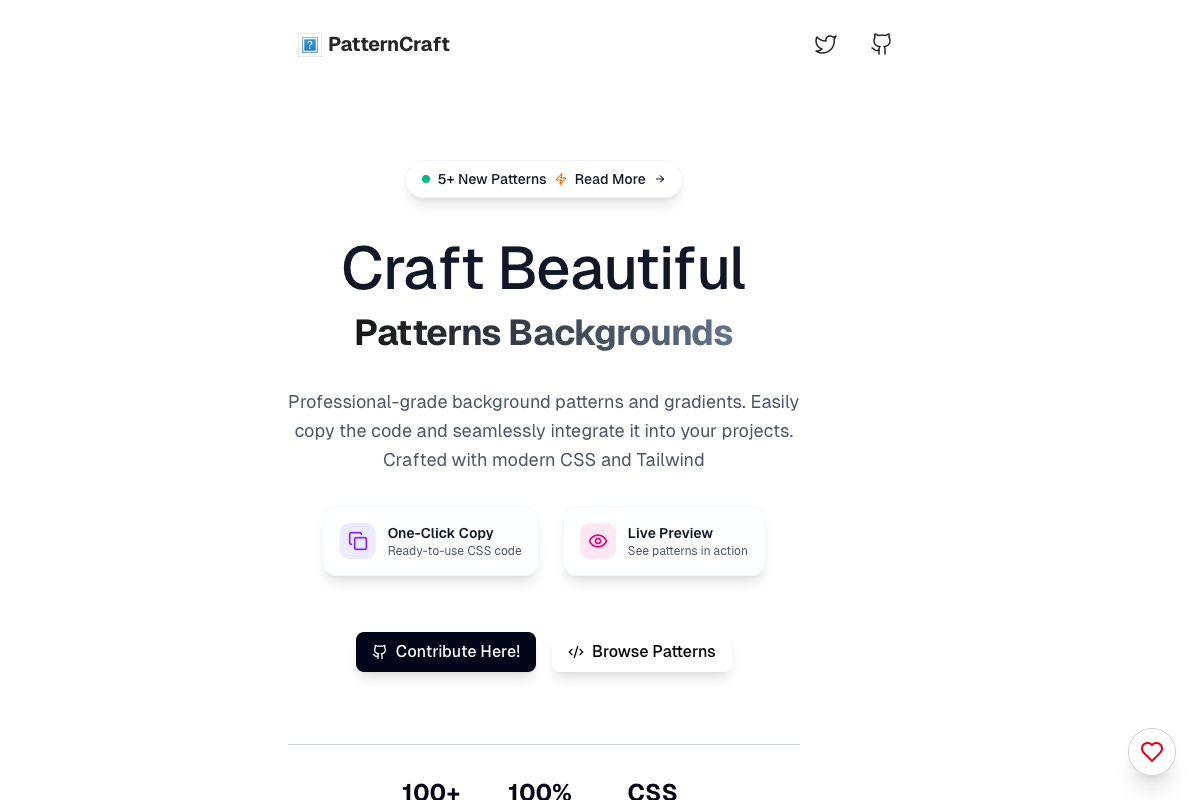 PatternCraft
5+ New Patterns Read More →
Craft Beautiful
Patterns Backgrounds
Professional-grade background patterns and gradients. Easily
copy the code and seamlessly integrate it into your projects.
Crafted with modern CSS and Tailwind
One-Click Copy
Ready-to-use CSS code
Live Preview
See patterns in action
Contribute Here!
Browse Patterns
100+ 100% CSS